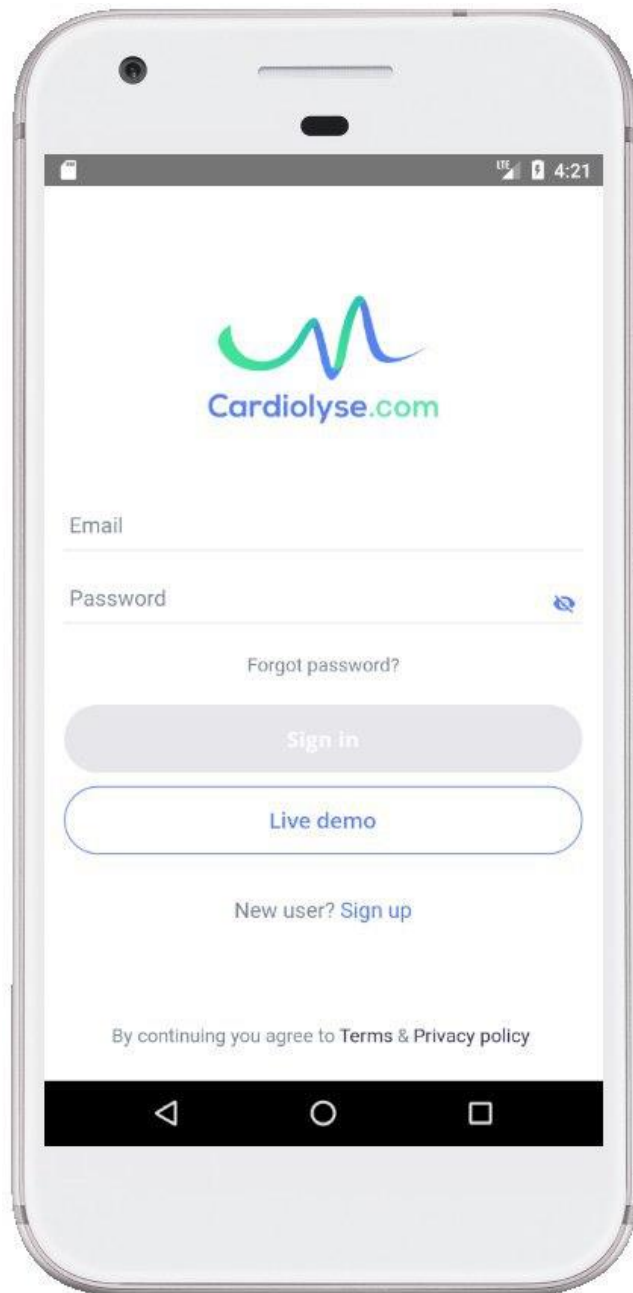 LTE 4:21
Cardiolyse.com
Email
Password
Forgot password?
Sign in
Live demo
New user? Sign up
By continuing you agree to Terms & Privacy policy